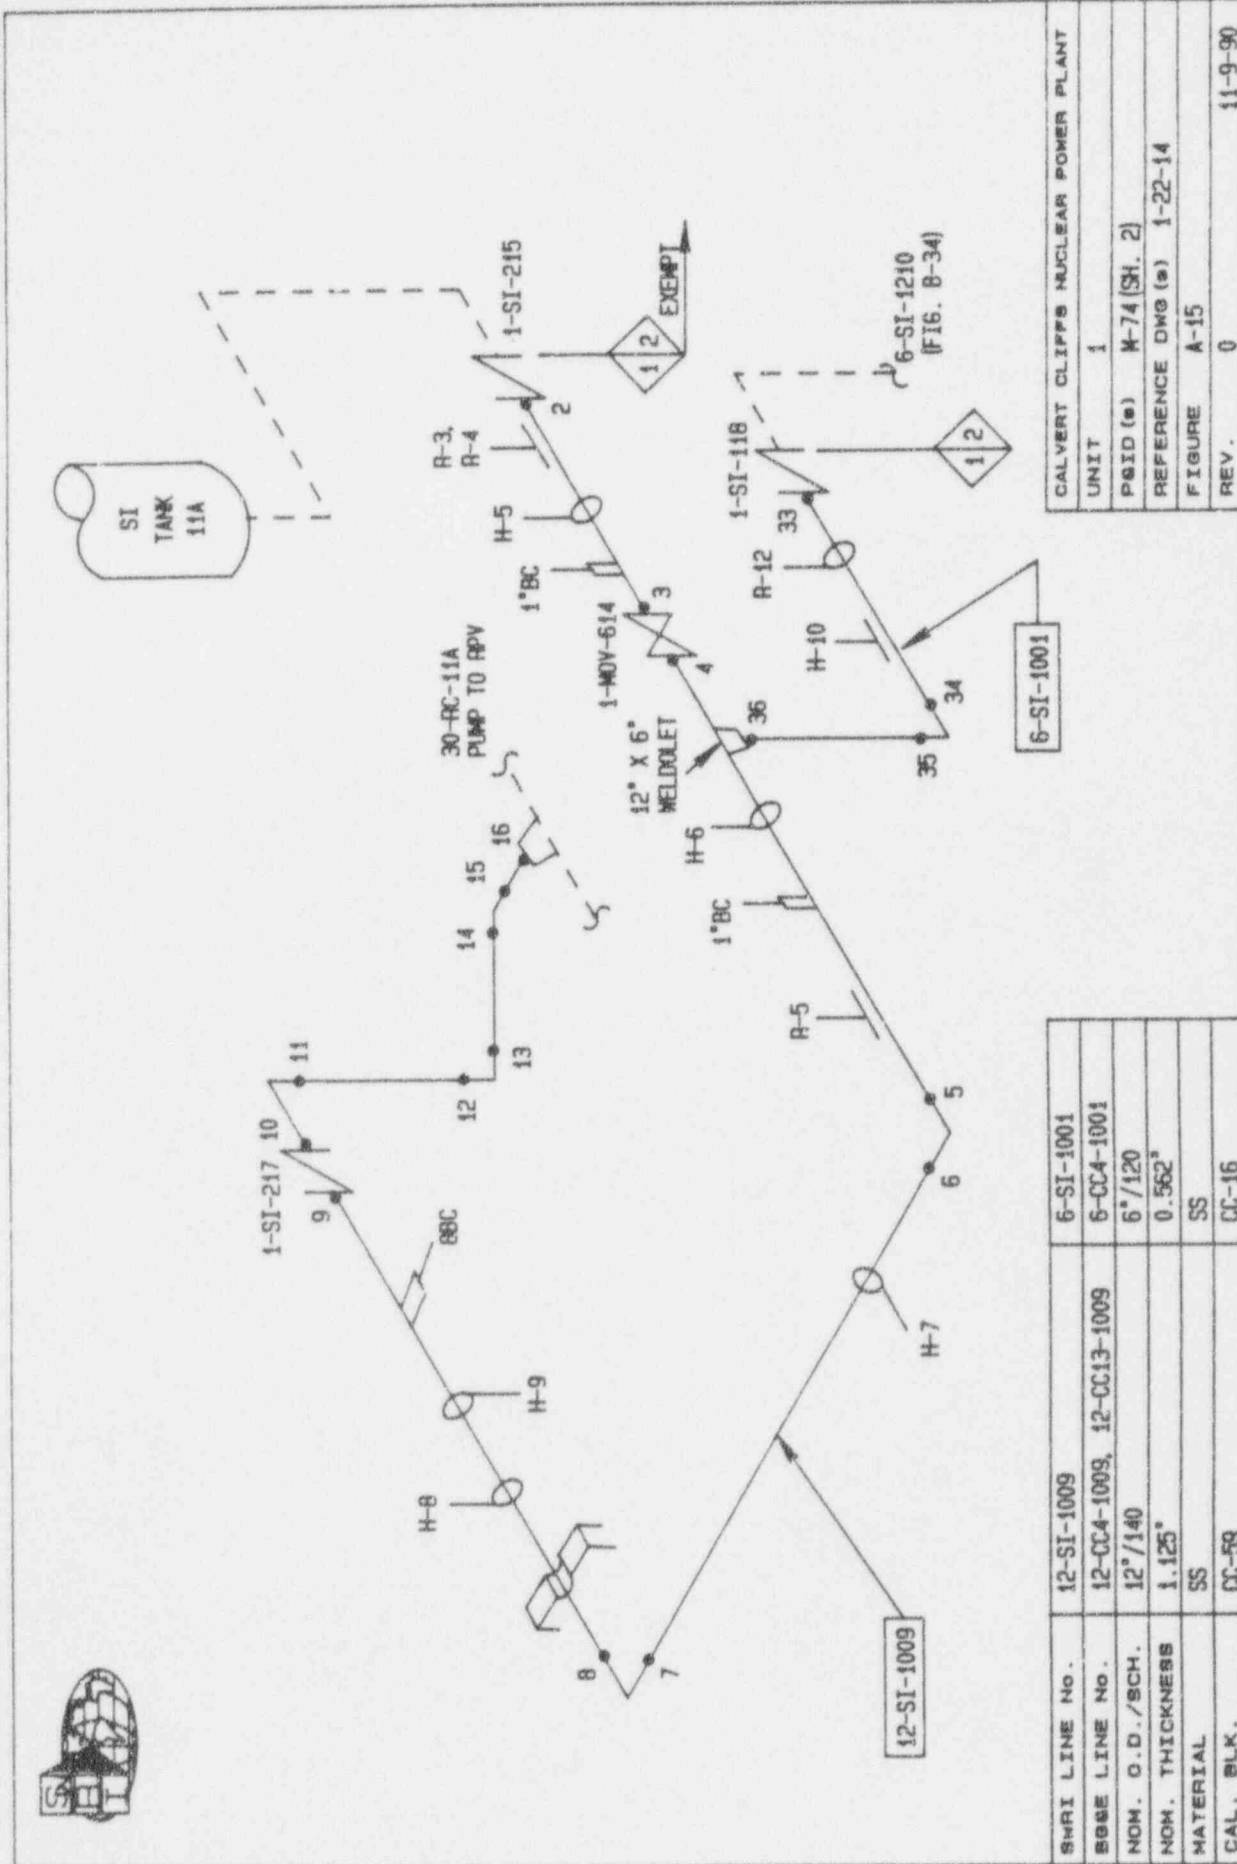 SI
TANK
11A
1-SI-215
1 2
EXEMPT
2
R-3,
R-4
H-5
1"BC
3
1-MOV-614
4
30-RC-11A
PUMP TO RPV
12" X 6"
WELDOLET
36
1-SI-118
33
R-12
H-10
34
35
6-SI-1210
(FIG. B-34)
1 2
6-SI-1001
H-6
1"BC
R-5
5
6
H-7
16
15
14
13
12
11
10
1-SI-217
9
H-9
H-8
8
7
12-SI-1009
SWRI LINE No. 12-SI-1009 6-SI-1001
BG&E LINE No. 12-CC4-1009, 12-CC13-1009 6-CC4-1001
NOM. O.D./SCH. 12"/140 6"/120
NOM. THICKNESS 1.125" 0.562"
MATERIAL SS SS
CAL. BLK. CC-59 CC-16
CALVERT CLIFFS NUCLEAR POWER PLANT
UNIT 1
P&ID(s) M-74(SH. 2)
REFERENCE DWG(s) 1-22-14
FIGURE A-15
REV. 0 11-9-90